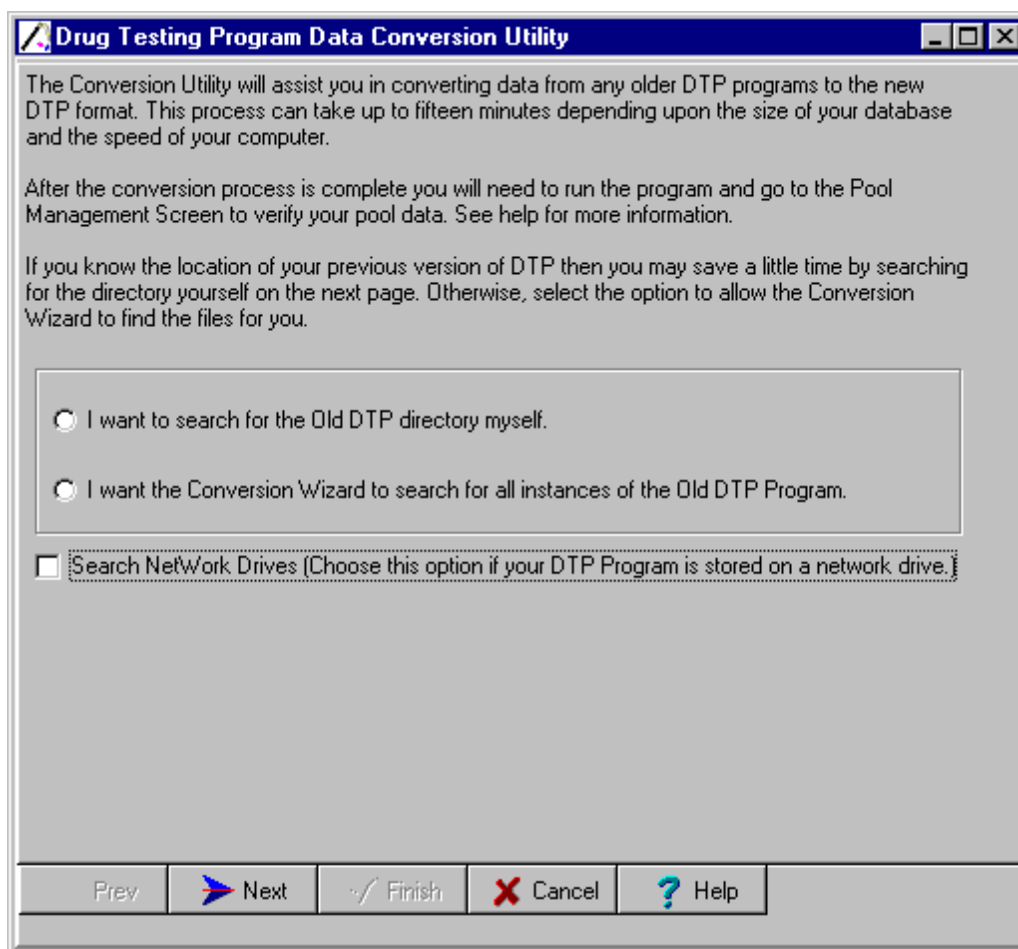 Drug Testing Program Data Conversion Utility
The Conversion Utility will assist you in converting data from any older DTP programs to the new
DTP format. This process can take up to fifteen minutes depending upon the size of your database
and the speed of your computer.
After the conversion process is complete you will need to run the program and go to the Pool
Management Screen to verify your pool data. See help for more information.
If you know the location of your previous version of DTP then you may save a little time by searching
for the directory yourself on the next page. Otherwise, select the option to allow the Conversion
Wizard to find the files for you.
I want to search for the Old DTP directory myself.
I want the Conversion Wizard to search for all instances of the Old DTP Program.
Search NetWork Drives (Choose this option if your DTP Program is stored on a network drive.)
Prev Next Finish Cancel Help